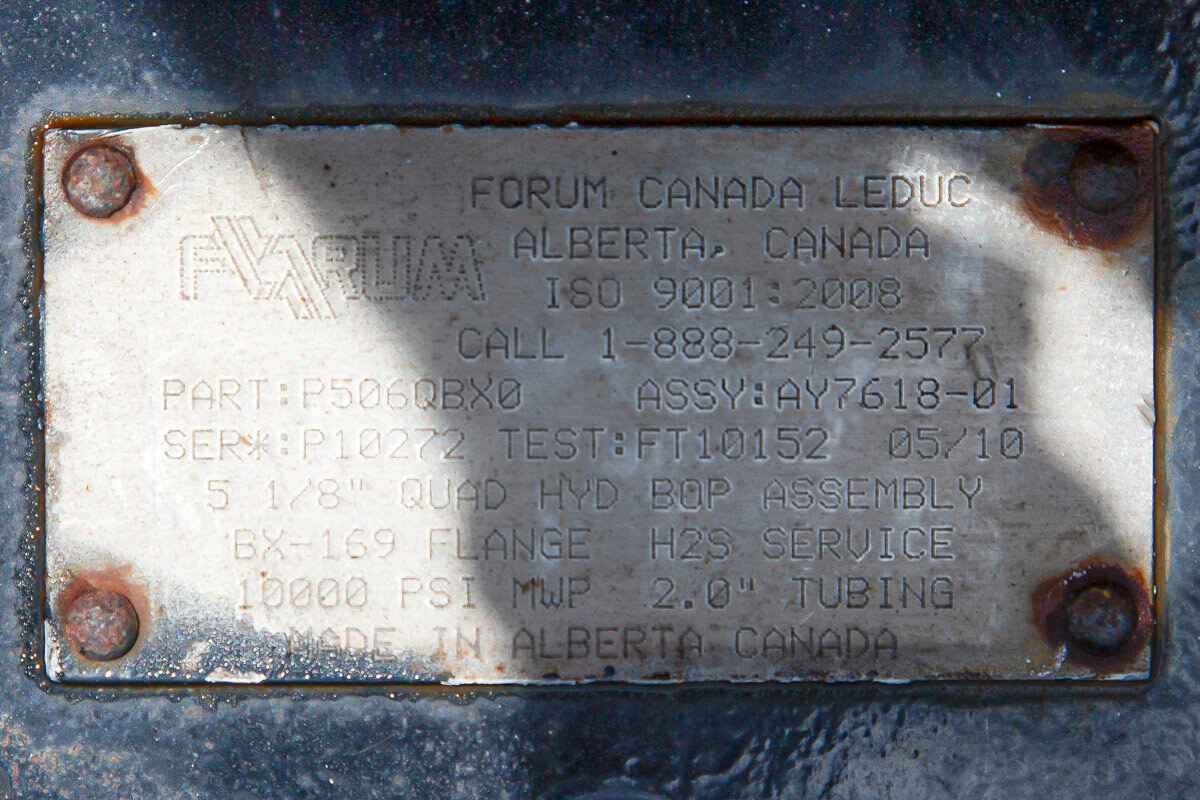 FORUM CANADA LEDUC
FORUM
ALBERTA, CANADA
ISO 9001:2008
CALL 1-888-249-2577
PART:P506QBX0 ASSY:AY7618-01
SER*:P10272 TEST:FT10152 05/10
5 1/8" QUAD HYD BOP ASSEMBLY
BX-169 FLANGE H2S SERVICE
10000 PSI MWP 2.0" TUBING
MADE IN ALBERTA CANADA